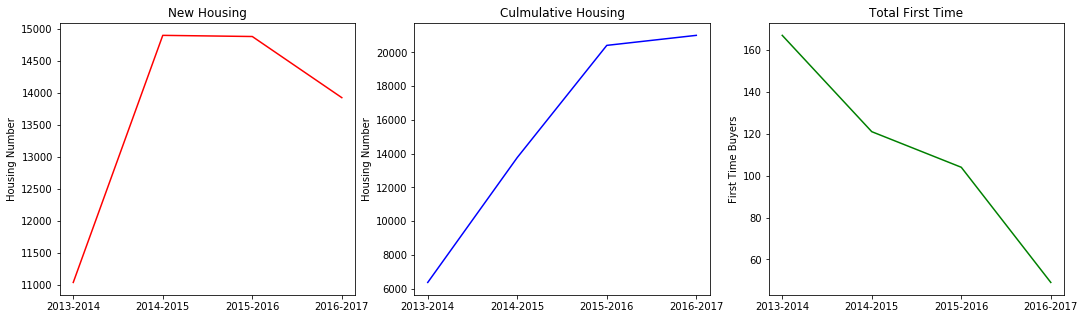 New Housing
Housing Number
15000
14500
14000
13500
13000
12500
12000
11500
11000
2013-2014 2014-2015 2015-2016 2016-2017
Culmulative Housing
Housing Number
20000
18000
16000
14000
12000
10000
8000
6000
2013-2014 2014-2015 2015-2016 2016-2017
Total First Time
First Time Buyers
160
140
120
100
80
60
2013-2014 2014-2015 2015-2016 2016-2017